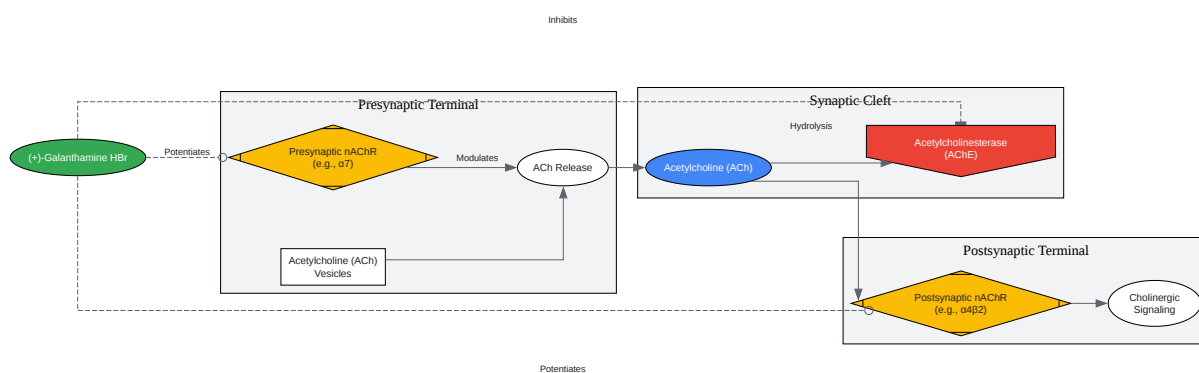 Inhibits
Presynaptic Terminal
Synaptic Cleft
Hydrolysis
Acetylcholinesterase
(AChE)
Presynaptic nAChR
(e.g., α7)
Potentiates
Modulates
(+)-Galanthamine HBr
ACh Release
Acetylcholine (ACh)
Acetylcholine (ACh)
Vesicles
Postsynaptic Terminal
Postsynaptic nAChR
(e.g., α4β2)
Cholinergic
Signaling
Potentiates